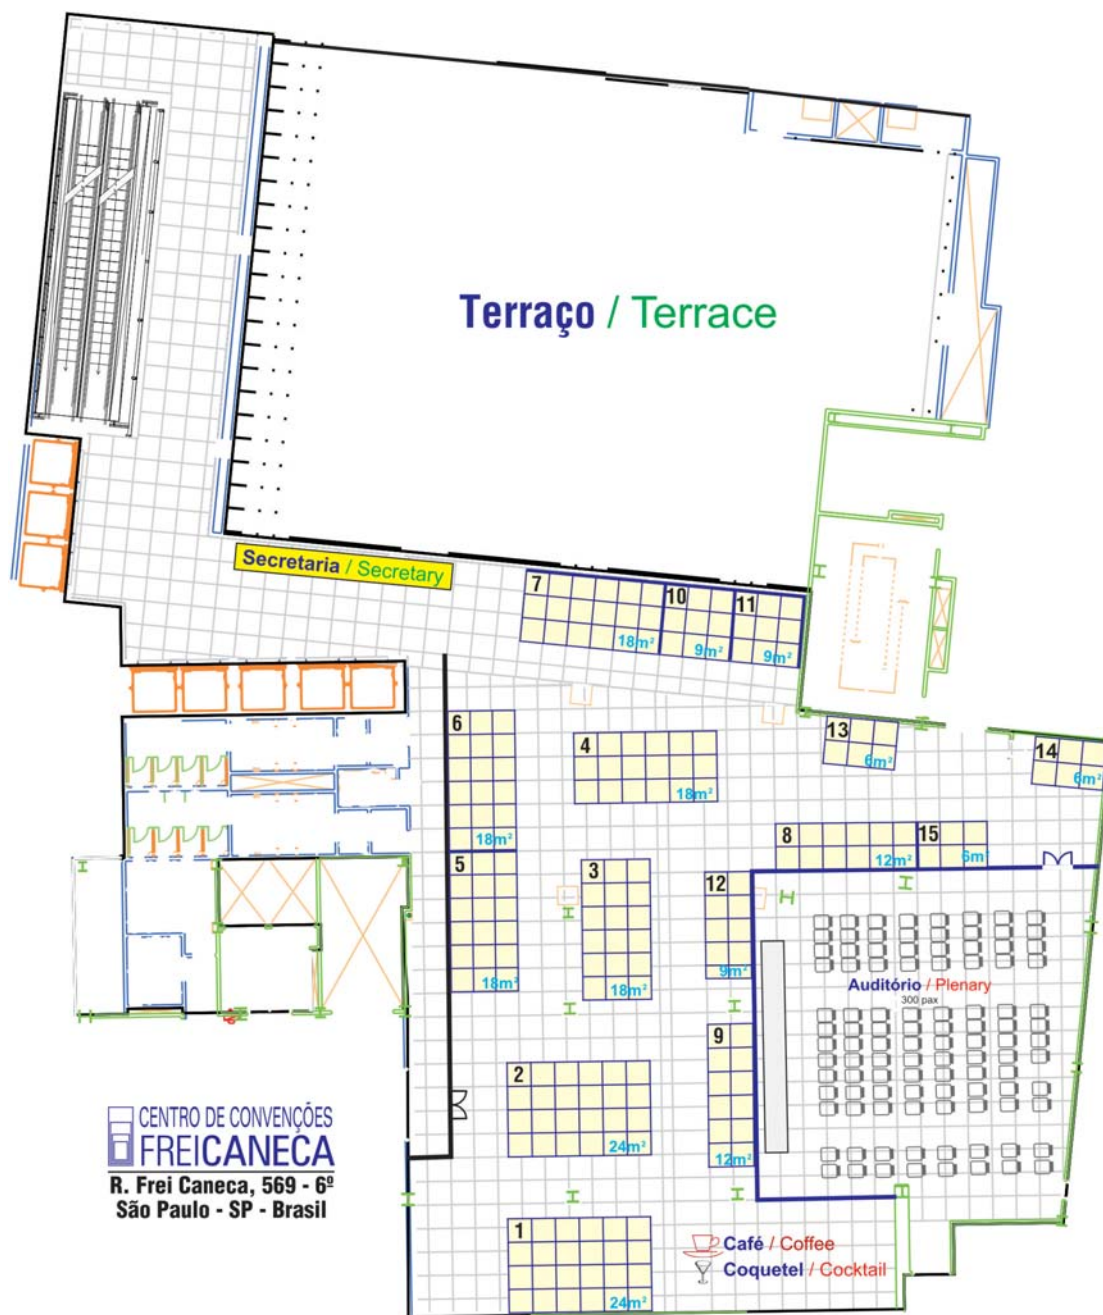 Terraço / Terrace
Secretaria / Secretary
7
18m²
10
9m²
11
9m²
6
18m²
4
18m²
13
6m²
14
6m²
8
12m²
15
6m²
5
18m²
3
18m²
12
9m²
Auditório / Plenary
300 pax
9
12m²
2
24m²
CENTRO DE CONVENÇÕES
FREICANECA
R. Frei Caneca, 569 - 6º
São Paulo - SP - Brasil
1
24m²
Café / Coffee
Coquetel / Cocktail